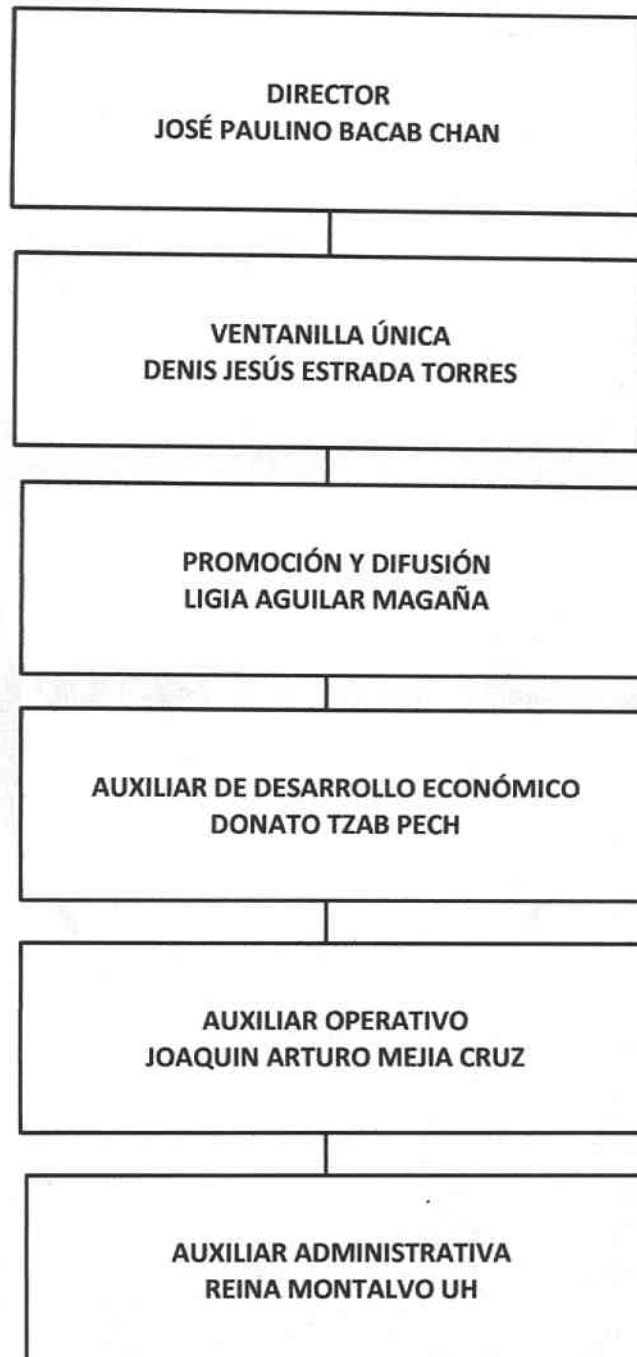 DIRECTOR
JOSÉ PAULINO BACAB CHAN
VENTANILLA ÚNICA
DENIS JESÚS ESTRADA TORRES
PROMOCIÓN Y DIFUSIÓN
LIGIA AGUILAR MAGAÑA
AUXILIAR DE DESARROLLO ECONÓMICO
DONATO TZAB PECH
AUXILIAR OPERATIVO
JOAQUIN ARTURO MEJIA CRUZ
AUXILIAR ADMINISTRATIVA
REINA MONTALVO UH